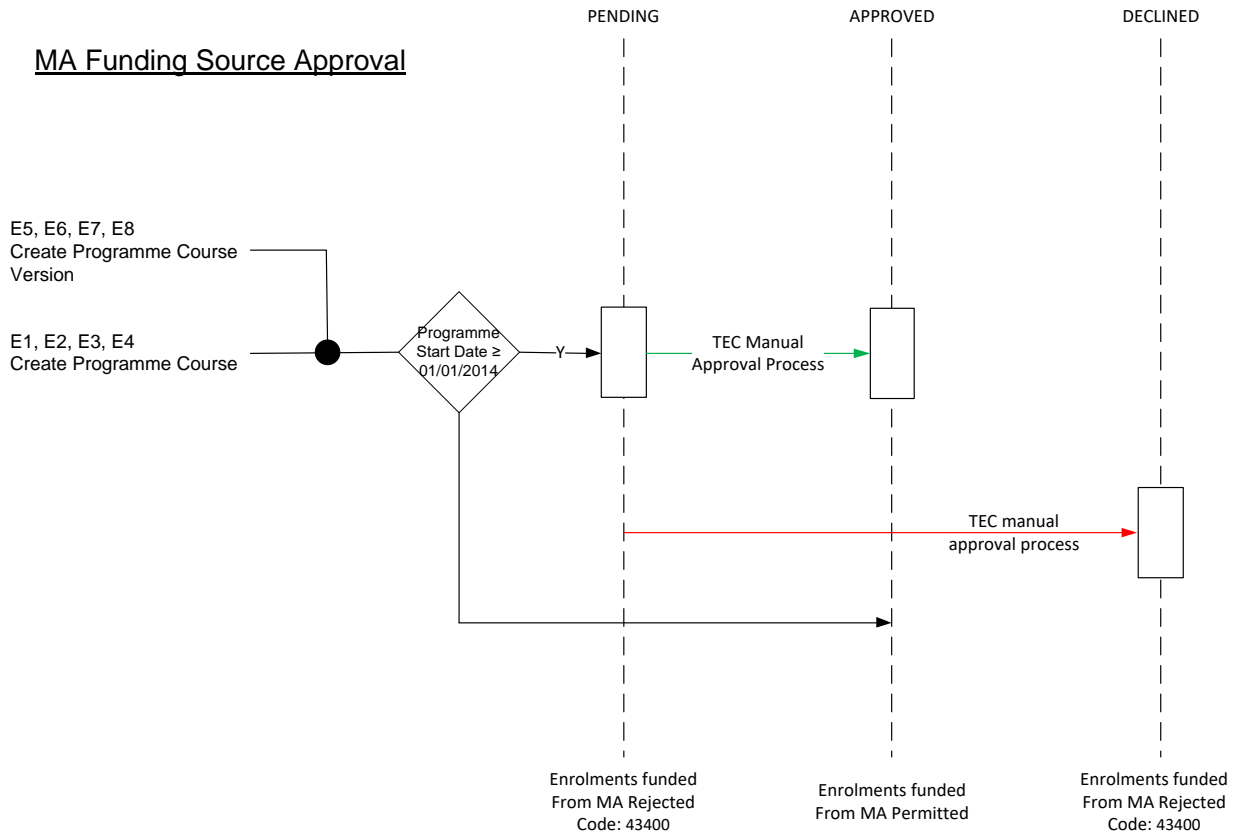 PENDING
APPROVED
DECLINED
MA Funding Source Approval
E5, E6, E7, E8
Create Programme Course
Version
E1, E2, E3, E4
Create Programme Course
Programme
Start Date ≥
01/01/2014
Y
TEC Manual
Approval Process
TEC manual
approval process
Enrolments funded
From MA Rejected
Code: 43400
Enrolments funded
From MA Permitted
Enrolments funded
From MA Rejected
Code: 43400